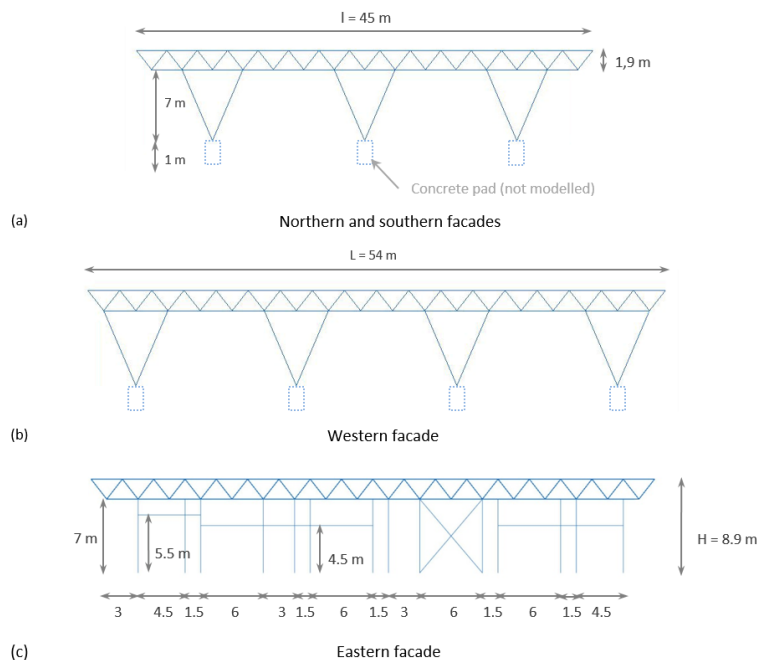 l = 45 m
1,9 m
7 m
1 m
Concrete pad (not modelled)
(a) Northern and southern facades
L = 54 m
(b) Western facade
7 m
5.5 m
4.5 m
H = 8.9 m
3 4.5 1.5 6 3 1.5 6 1.5 3 6 1.5 6 1.5 4.5
(c) Eastern facade